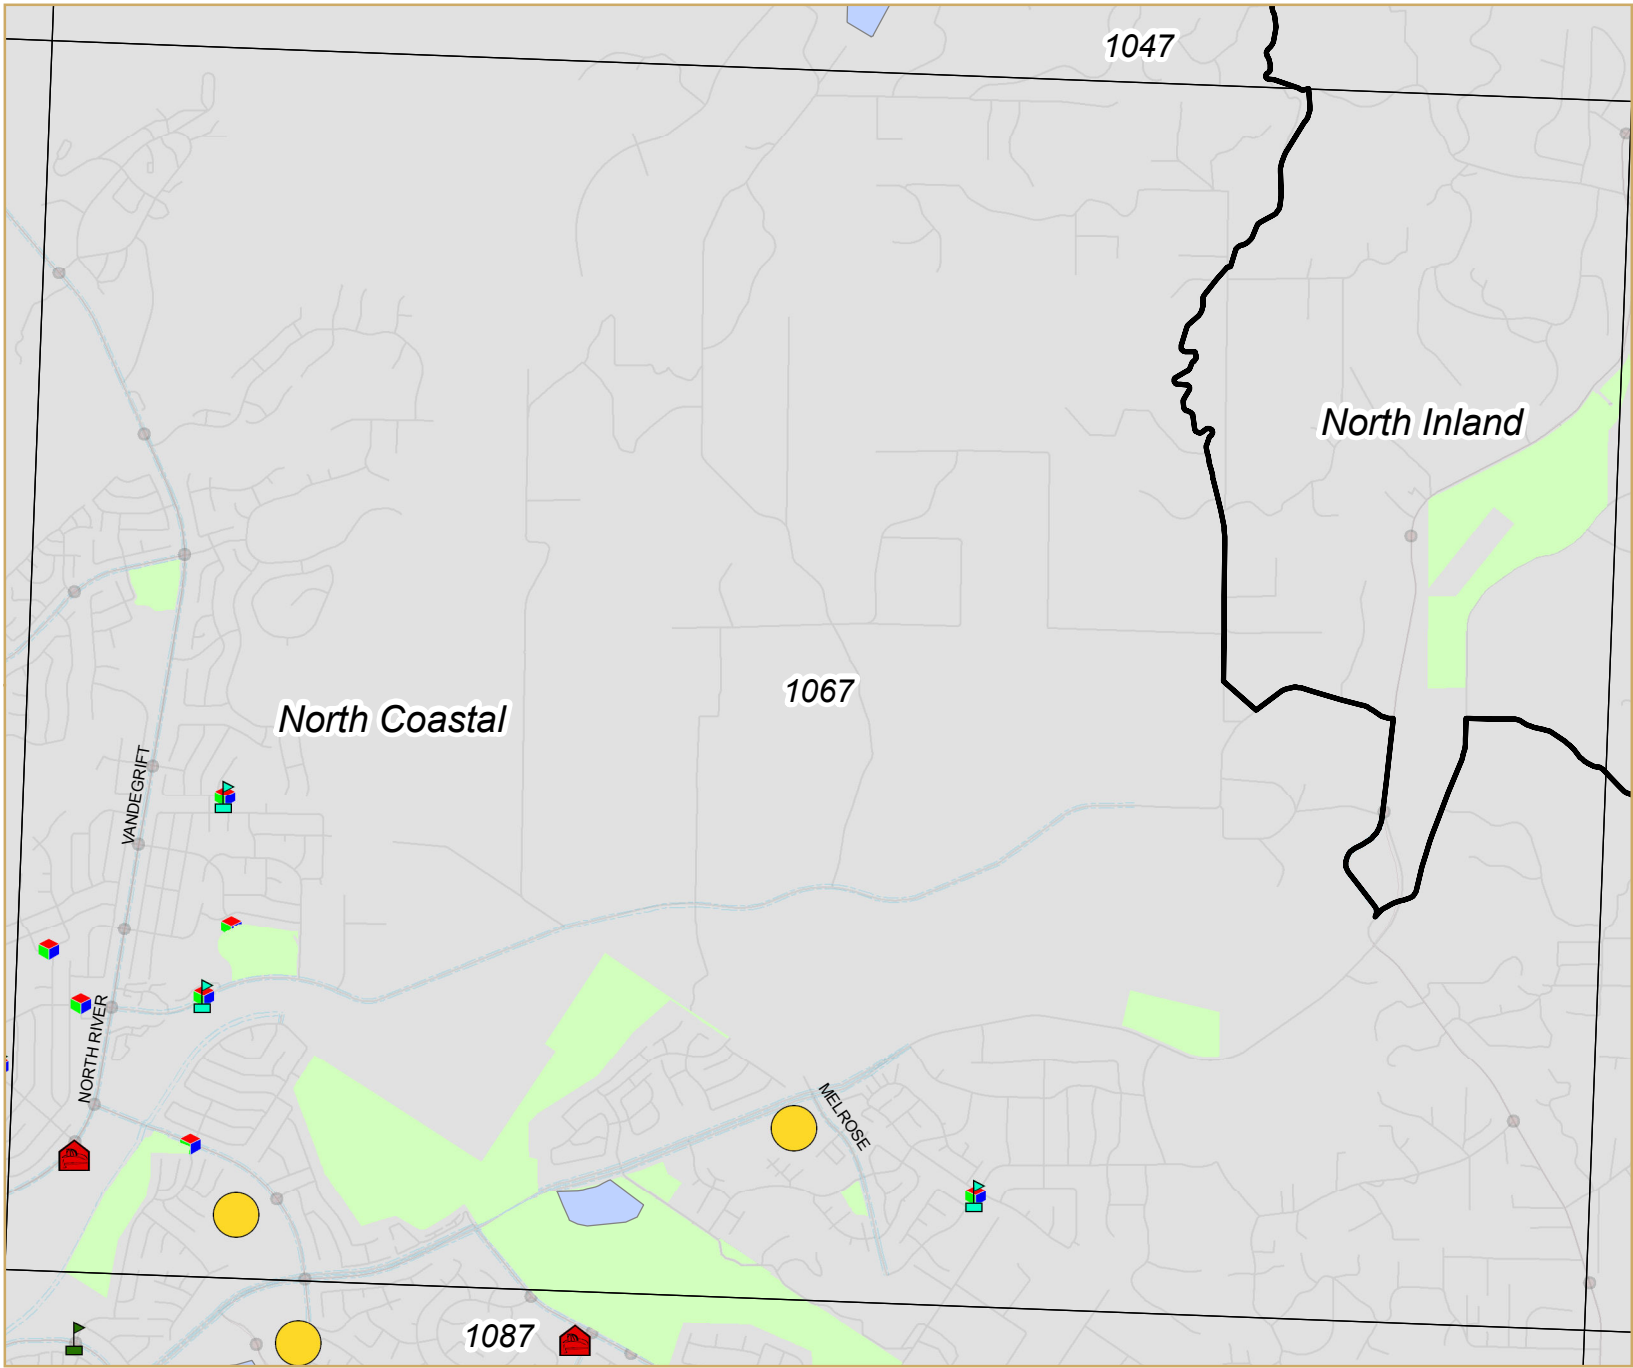 1047
North Inland
1067
North Coastal
VANDEGRIFT
NORTH RIVER
MELROSE
1087